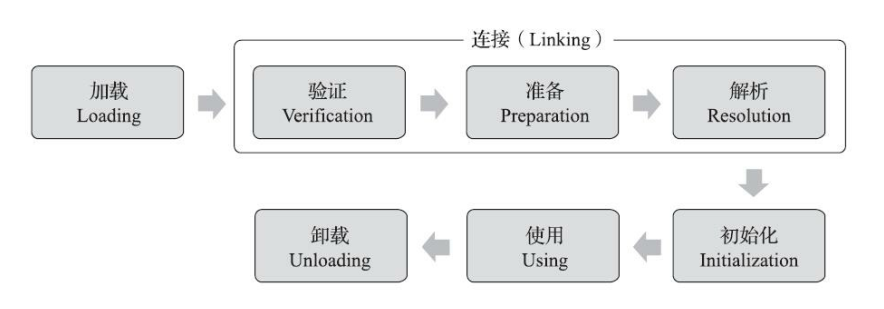 连接（Linking）
加载
Loading
验证
Verification
准备
Preparation
解析
Resolution
初始化
Initialization
使用
Using
卸载
Unloading